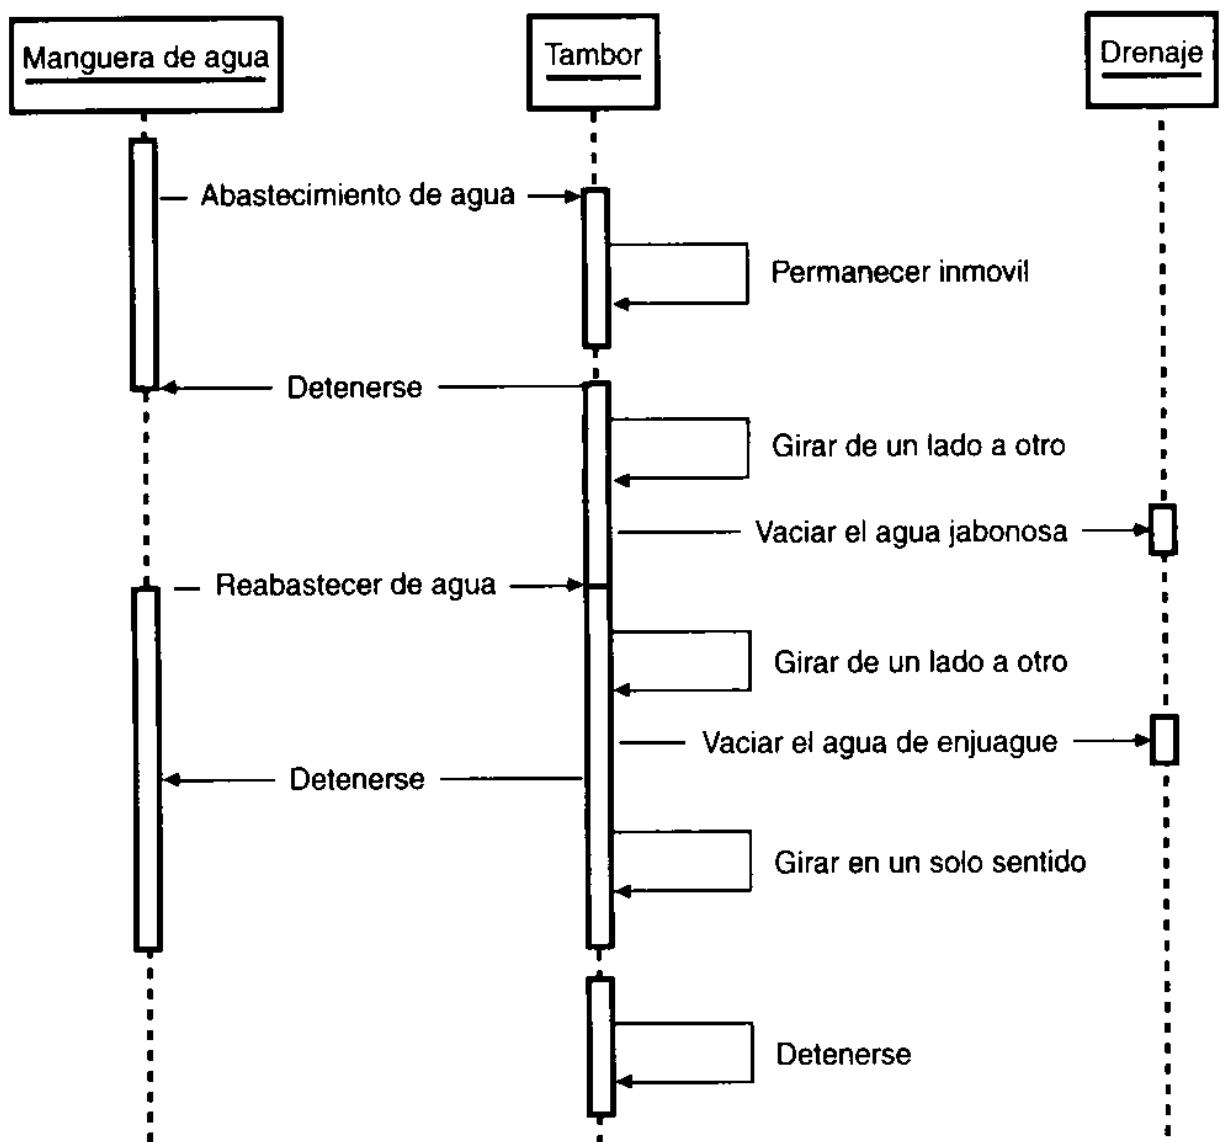 Manguera de agua
Tambor
Drenaje
Abastecimiento de agua
Permanecer inmovil
Detenerse
Girar de un lado a otro
Vaciar el agua jabonosa
Reabastecer de agua
Girar de un lado a otro
Vaciar el agua de enjuague
Detenerse
Girar en un solo sentido
Detenerse